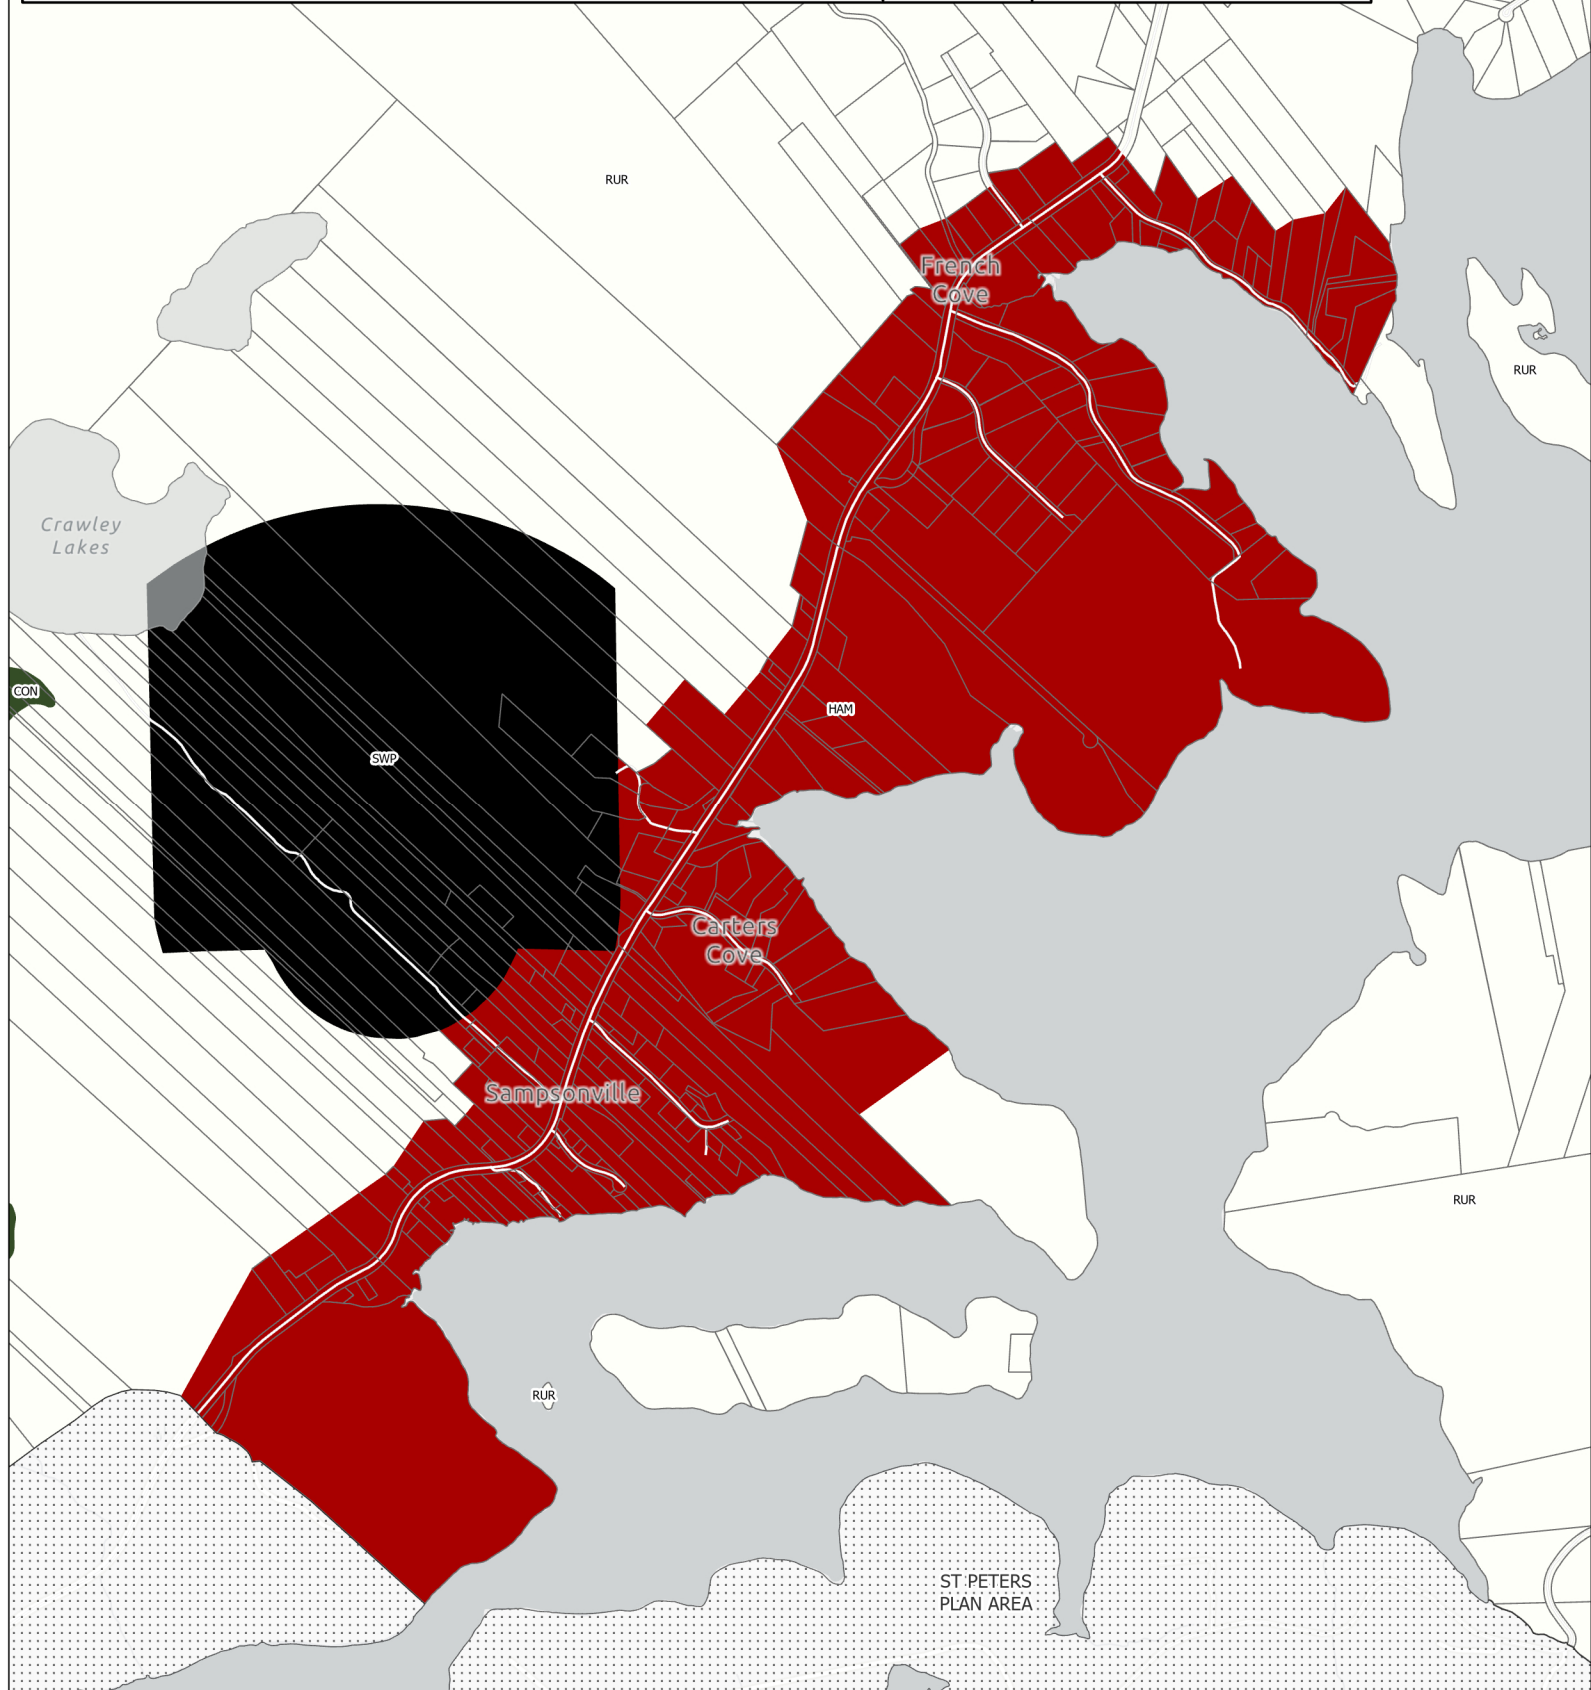 RUR
French
Cove
RUR
Crawley
Lakes
CON
HAM
SWP
Carters
Cove
Sampsonville
RUR
RUR
ST PETERS
PLAN AREA